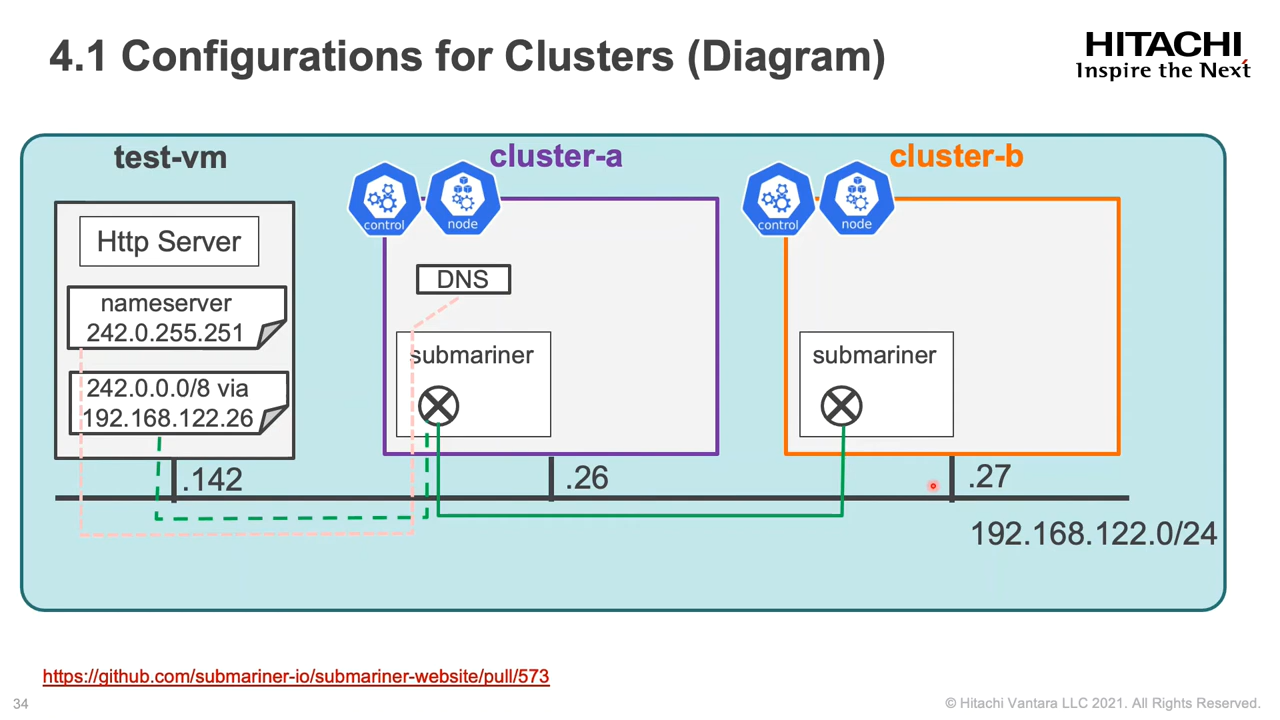 4.1 Configurations for Clusters (Diagram)
HITACHI
Inspire the Next
test-vm
cluster-a
cluster-b
control
node
control
node
Http Server
nameserver
242.0.255.251
242.0.0.0/8 via
192.168.122.26
DNS
submariner
submariner
.142
.26
.27
192.168.122.0/24
https://github.com/submariner-io/submariner-website/pull/573
34
© Hitachi Vantara LLC 2021. All Rights Reserved.